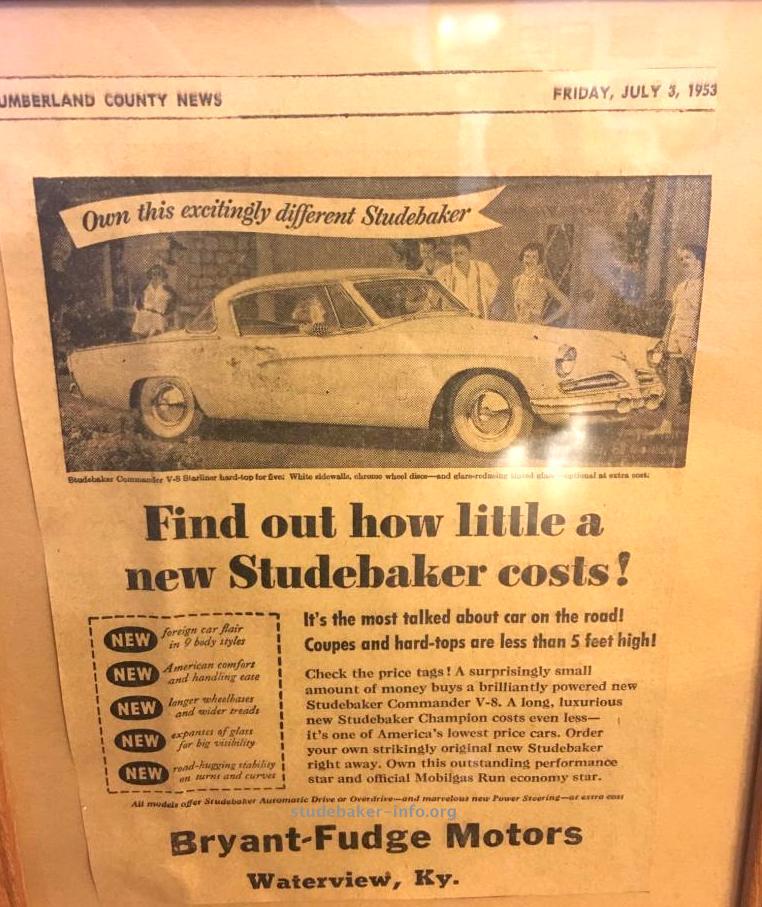 UMBERLAND COUNTY NEWS
FRIDAY, JULY 3, 1953
Own this excitingly different Studebaker
Studebaker Commander V-8 Starliner hard-top for five: White sidewalls, chrome wheel discs—and glare-reducing tinted glass—optional at extra cost.
Find out how little a
new Studebaker costs!
NEW foreign car flair
in 9 body styles
NEW American comfort
and handling ease
NEW longer wheelbases
and wider treads
NEW expanses of glass
for big visibility
NEW road-hugging stability
on turns and curves
It's the most talked about car on the road!
Coupes and hard-tops are less than 5 feet high!
Check the price tags! A surprisingly small
amount of money buys a brilliantly powered new
Studebaker Commander V-8. A long, luxurious
new Studebaker Champion costs even less—
it's one of America's lowest price cars. Order
your own strikingly original new Studebaker
right away. Own this outstanding performance
star and official Mobilgas Run economy star.
All models offer Studebaker Automatic Drive or Overdrive—and marvelous new Power Steering—at extra cost
studebaker-info.org
Bryant-Fudge Motors
Waterview, Ky.